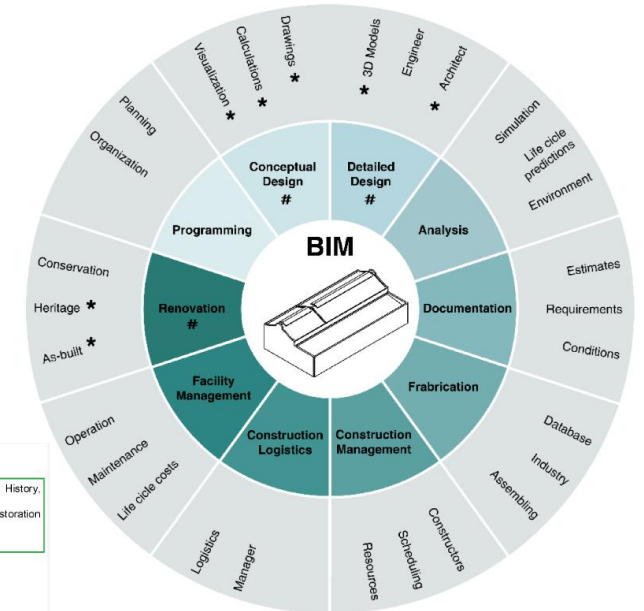 BIM
Conceptual
Design
#
Detailed
Design
#
Analysis
Documentation
Frabrication
Construction
Management
Construction
Logistics
Facility
Management
Renovation
#
Programming
Visualization *
Calculations *
Drawings *
3D Models *
Engineer
Architect *
Simulation
Life cicle
predictions
Environment
Estimates
Requirements
Conditions
Database
Industry
Assembling
Constructors
Scheduling
Resources
Logistics
Manager
Operation
Maintenance
Life cicle costs
Conservation
Heritage *
As-built *
Planning
Organization
History,